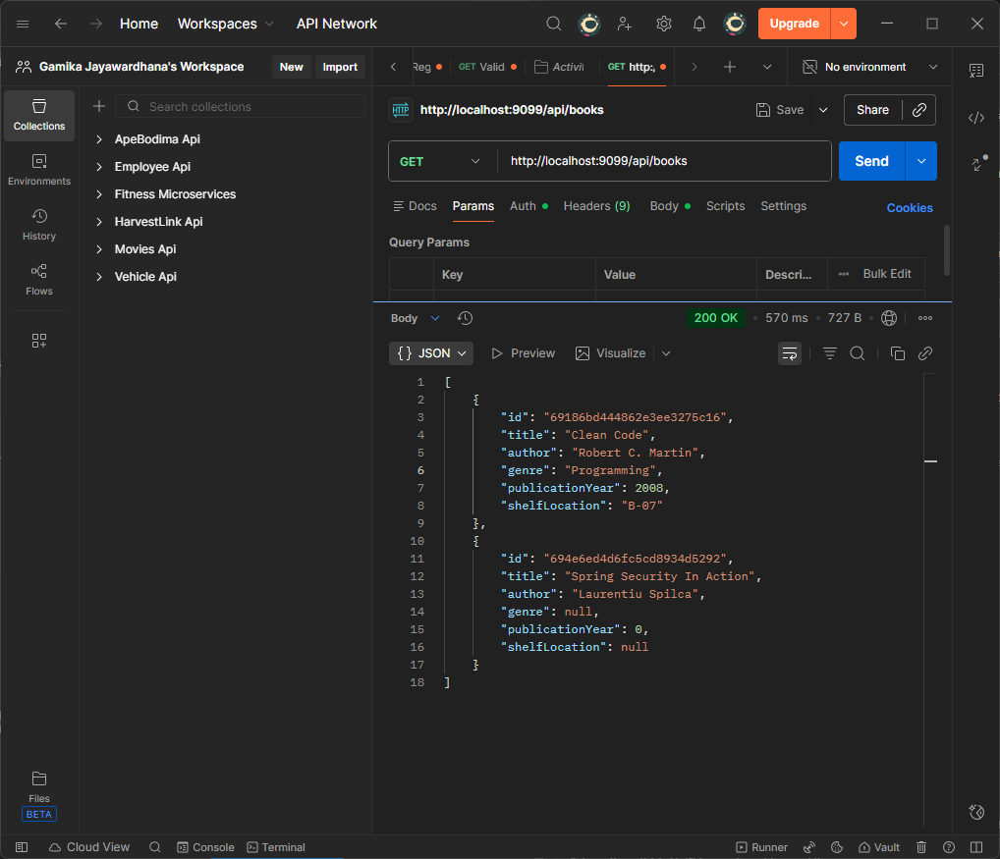 Home Workspaces API Network Upgrade
Gamika Jayawardhana's Workspace New Import
Reg GET Valid. Activit GET http:, No environment
Collections
Environments
History
Flows
Files
BETA
Search collections
ApeBodima Api
Employee Api
Fitness Microservices
HarvestLink Api
Movies Api
Vehicle Api
HTTP http://localhost:9099/api/books Save Share
GET http://localhost:9099/api/books Send
Docs Params Auth Headers (9) Body Scripts Settings Cookies
Query Params
Key Value Descri... Bulk Edit
Body 200 OK 570 ms 727 B
{} JSON Preview Visualize
1 [
2 {
3 "id": "69186bd444862e3ee3275c16",
4 "title": "Clean Code",
5 "author": "Robert C. Martin",
6 "genre": "Programming",
7 "publicationYear": 2008,
8 "shelfLocation": "B-07"
9 },
10 {
11 "id": "694e6ed4d6fc5cd8934d5292",
12 "title": "Spring Security In Action",
13 "author": "Laurentiu Spilca",
14 "genre": null,
15 "publicationYear": 0,
16 "shelfLocation": null
17 }
18 ]
Cloud View Console Terminal Runner Vault